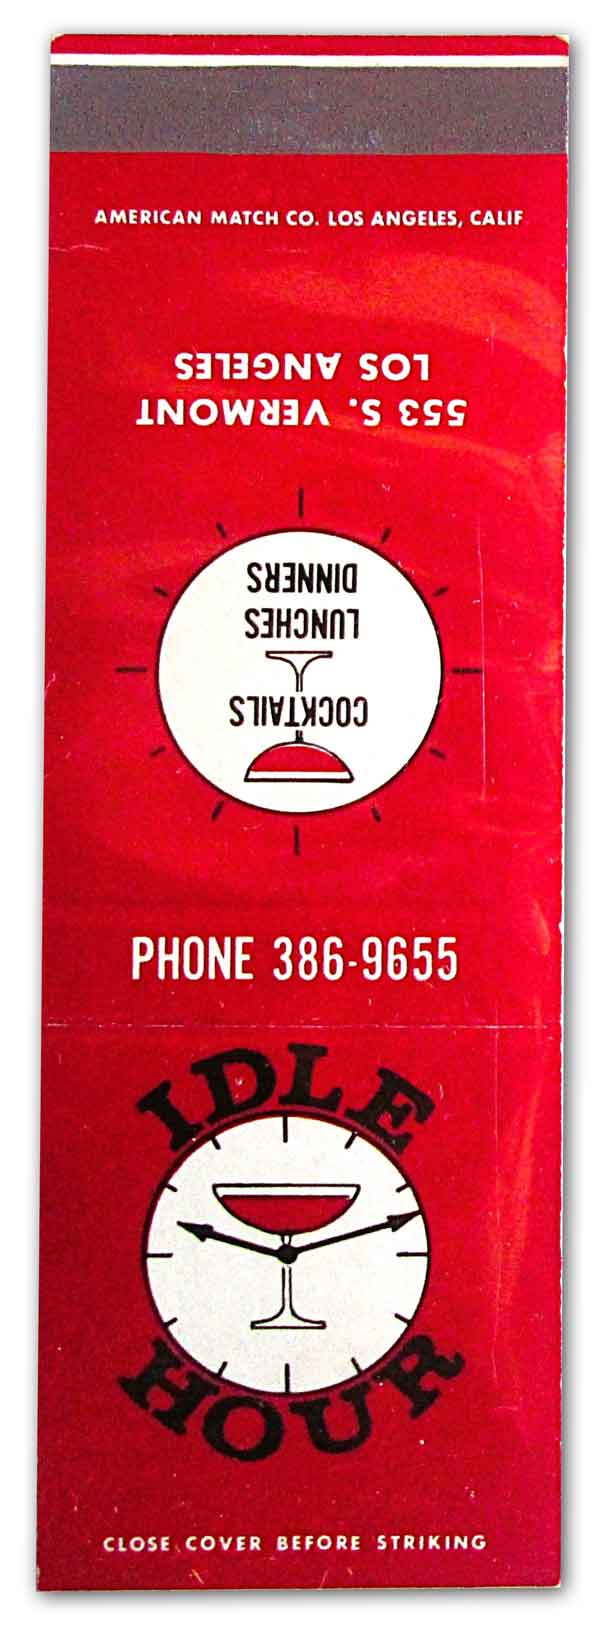 AMERICAN MATCH CO. LOS ANGELES, CALIF
553 S. VERMONT
LOS ANGELES
COCKTAILS
LUNCHES
DINNERS
PHONE 386-9655
IDLE
HOUR
CLOSE COVER BEFORE STRIKING